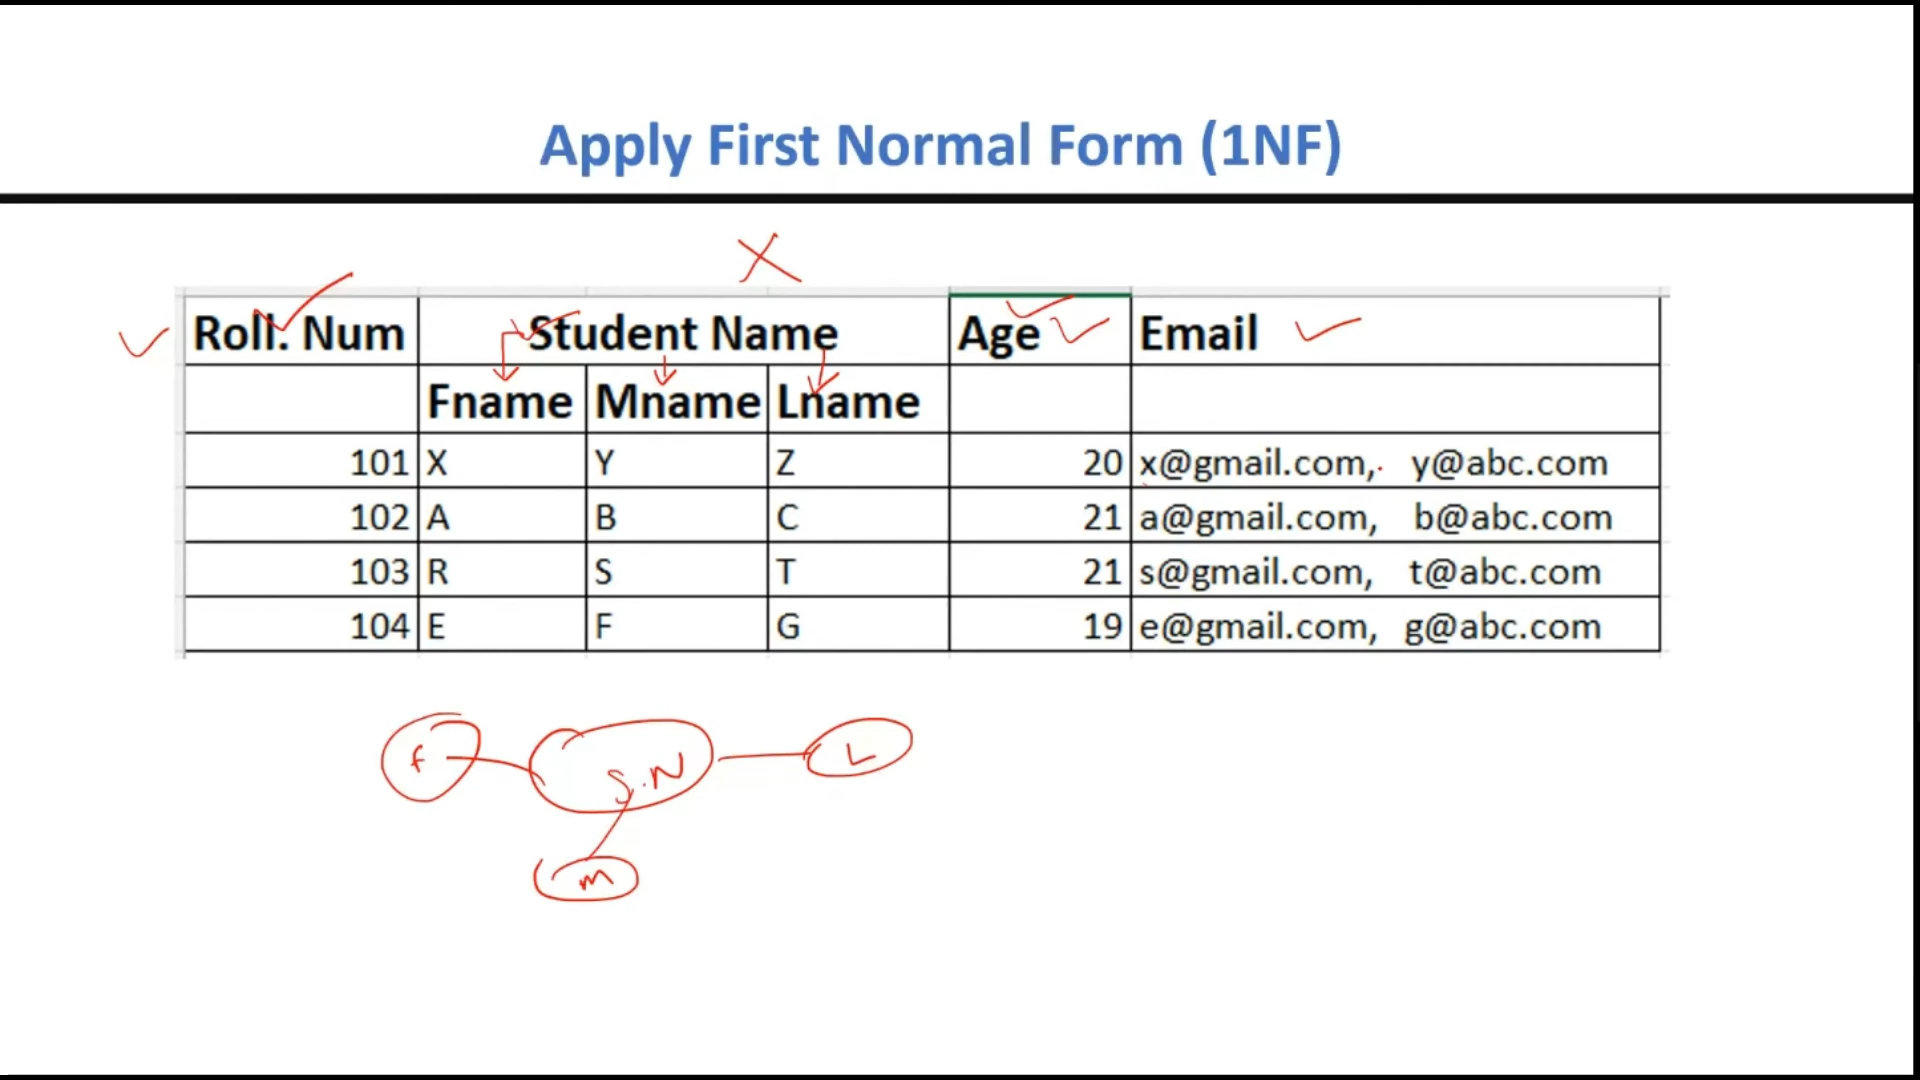 Apply First Normal Form (1NF)
Roll. Num Student Name Age Email
Fname Mname Lname
101 X Y Z 20 x@gmail.com, y@abc.com
102 A B C 21 a@gmail.com, b@abc.com
103 R S T 21 s@gmail.com, t@abc.com
104 E F G 19 e@gmail.com, g@abc.com
f S.N L
m